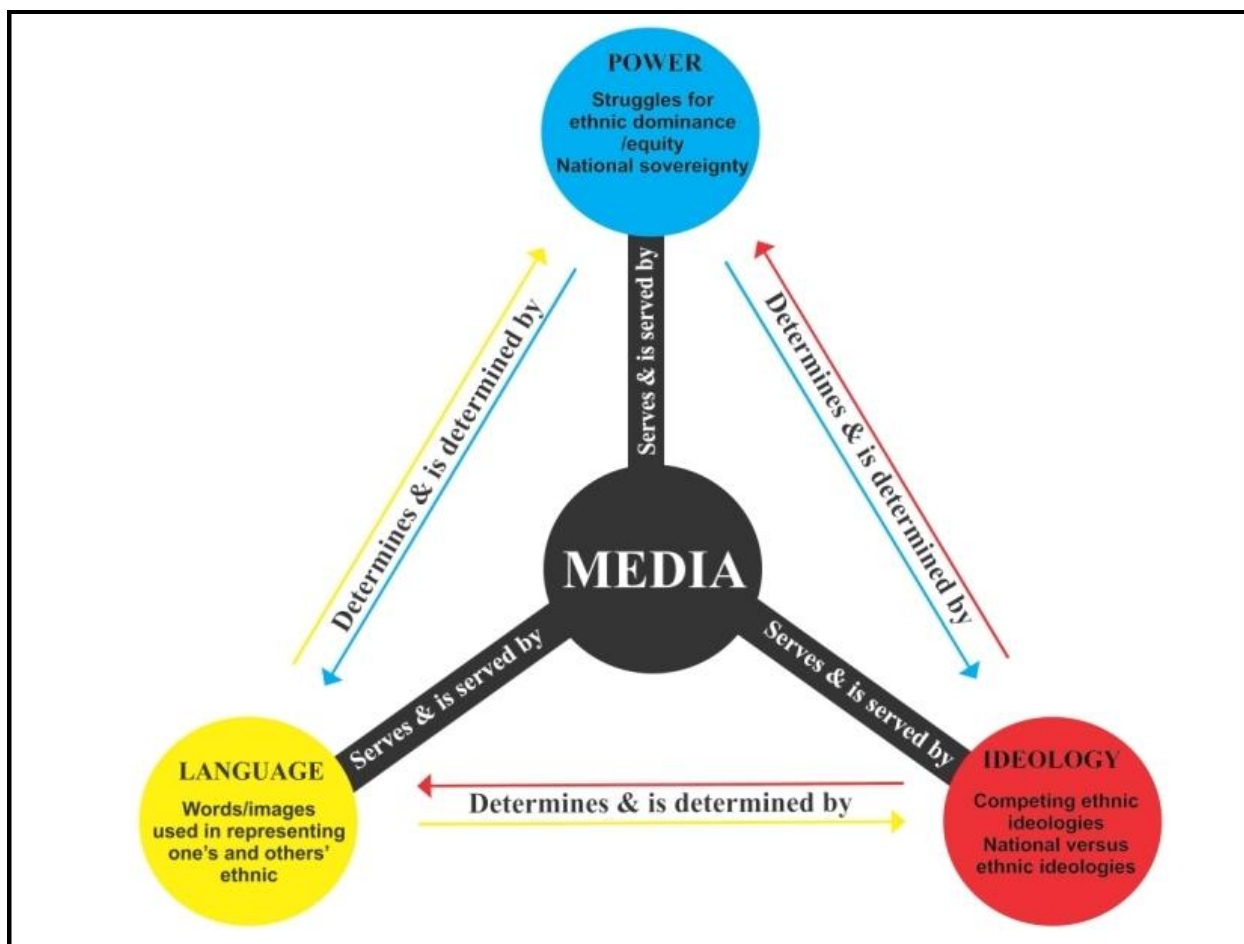 POWER
Struggles for
ethnic dominance
/equity
National sovereignty
Serves & is served by
Determines & is determined by
Determines & is determined by
MEDIA
Serves & is served by
Serves & is served by
LANGUAGE
Words/images
used in representing
one's and others'
ethnic
Determines & is determined by
IDEOLOGY
Competing ethnic
ideologies
National versus
ethnic ideologies